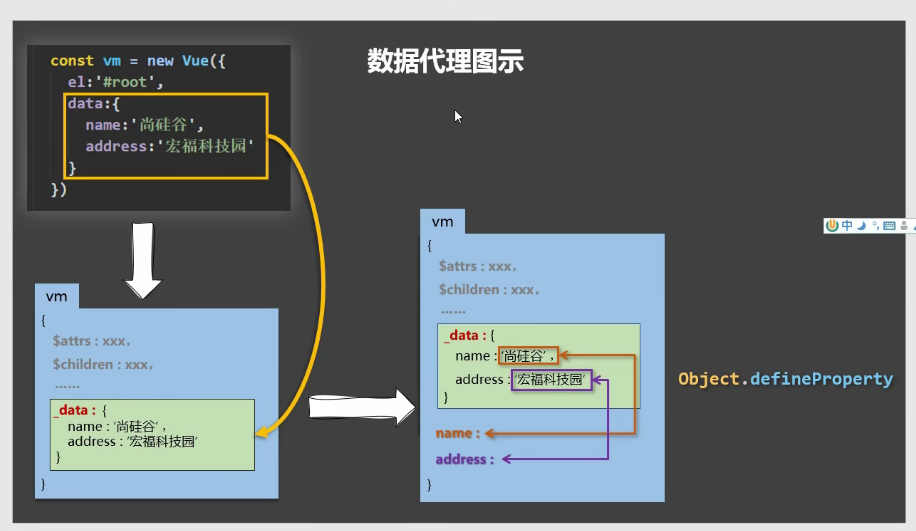 数据代理图示
const vm = new Vue({
el:'#root',
data:{
name:'尚硅谷',
address:'宏福科技园'
}
})
vm
{
$attrs : xxx,
$children : xxx,
……
_data : {
name : '尚硅谷' ,
address : '宏福科技园'
}
}
vm
{
$attrs : xxx,
$children : xxx,
……
_data : {
name : '尚硅谷' ,
address : '宏福科技园'
}
name :
address :
}
Object.defineProperty
中